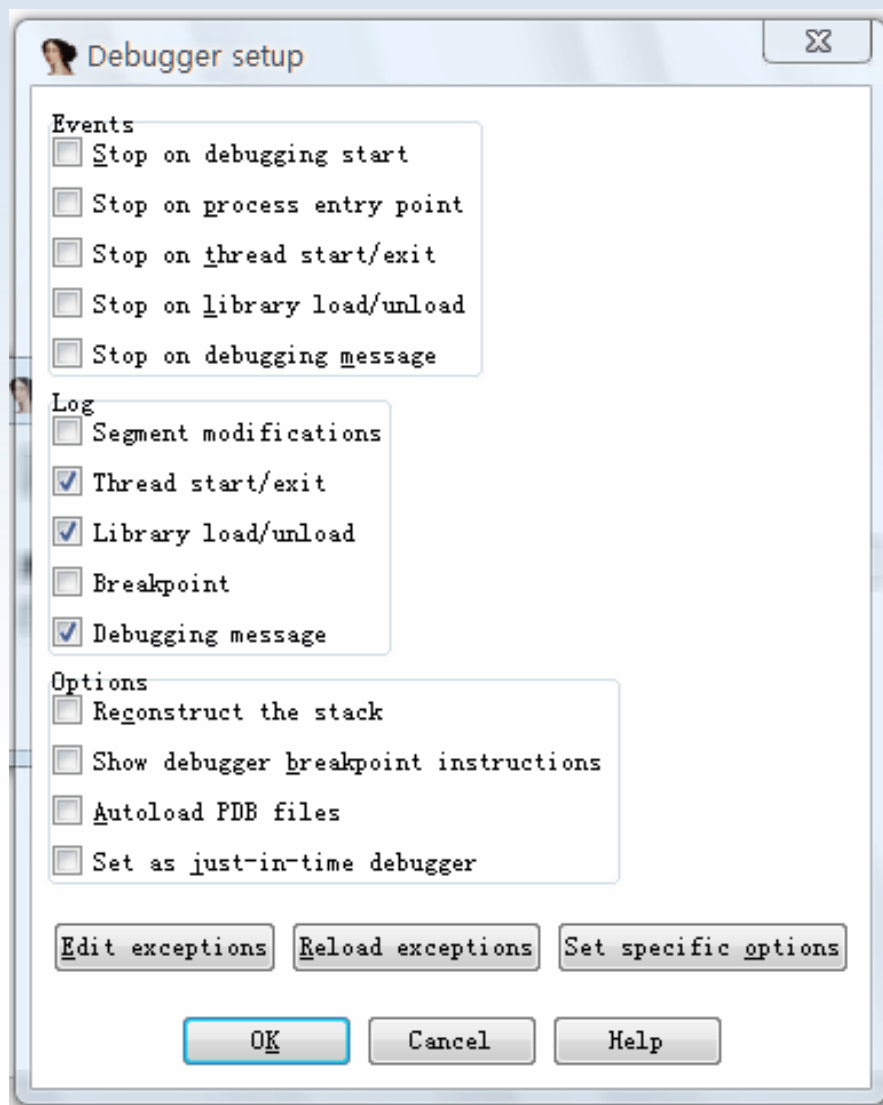 Debugger setup
Events
Stop on debugging start
Stop on process entry point
Stop on thread start/exit
Stop on library load/unload
Stop on debugging message
Log
Segment modifications
Thread start/exit
Library load/unload
Breakpoint
Debugging message
Options
Reconstruct the stack
Show debugger breakpoint instructions
Autoload PDB files
Set as just-in-time debugger
Edit exceptions Reload exceptions Set specific options
OK Cancel Help